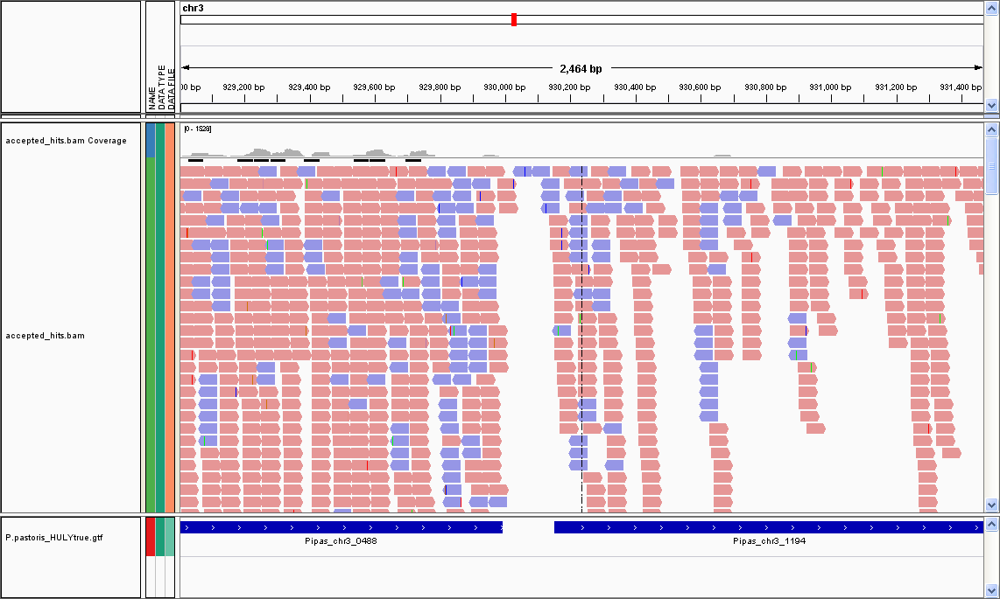 chr3
2,464 bp
00 bp 929,200 bp 929,400 bp 929,600 bp 929,800 bp 930,000 bp 930,200 bp 930,400 bp 930,600 bp 930,800 bp 931,000 bp 931,200 bp 931,400 bp
NAME
DATA TYPE
DATA FILE
[0 - 1528]
accepted_hits.bam Coverage
accepted_hits.bam
P.pastoris_HULYtrue.gtf
Pipas_chr3_0488 Pipas_chr3_1194